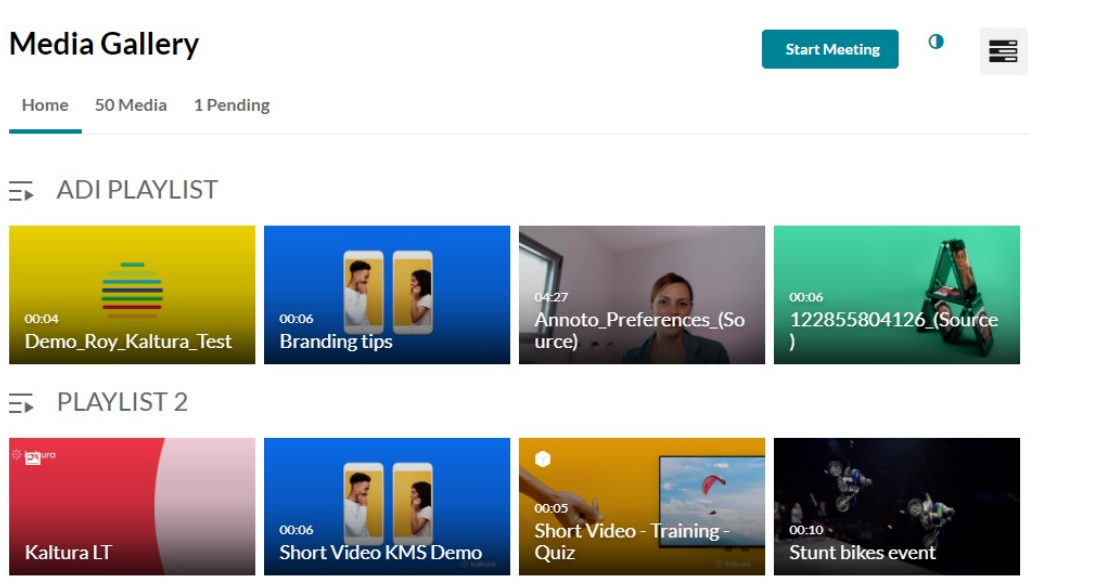 Media Gallery
Start Meeting
Home 50 Media 1 Pending
ADI PLAYLIST
00:04
Demo_Roy_Kaltura_Test
00:06
Branding tips
04:27
Annoto_Preferences_(So
urce)
00:06
122855804126_(Source
)
PLAYLIST 2
Kaltura LT
00:06
Short Video KMS Demo
kaltura
00:05
Short Video - Training -
Quiz
kaltura
00:10
Stunt bikes event